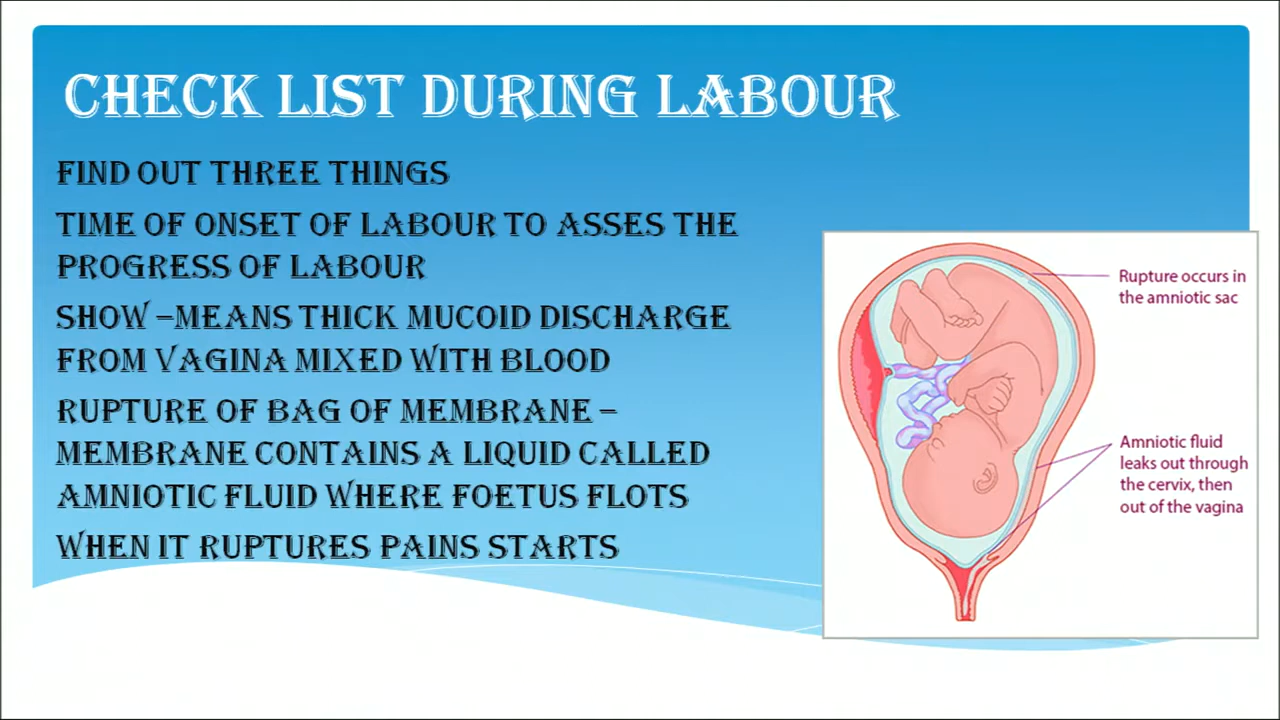 CHECK LIST DURING LABOUR
FIND OUT THREE THINGS
TIME OF ONSET OF LABOUR TO ASSES THE
PROGRESS OF LABOUR
SHOW –MEANS THICK MUCOID DISCHARGE
FROM VAGINA MIXED WITH BLOOD
RUPTURE OF BAG OF MEMBRANE –
MEMBRANE CONTAINS A LIQUID CALLED
AMNIOTIC FLUID WHERE FOETUS FLOTS
WHEN IT RUPTURES PAINS STARTS
Rupture occurs in
the amniotic sac
Amniotic fluid
leaks out through
the cervix, then
out of the vagina